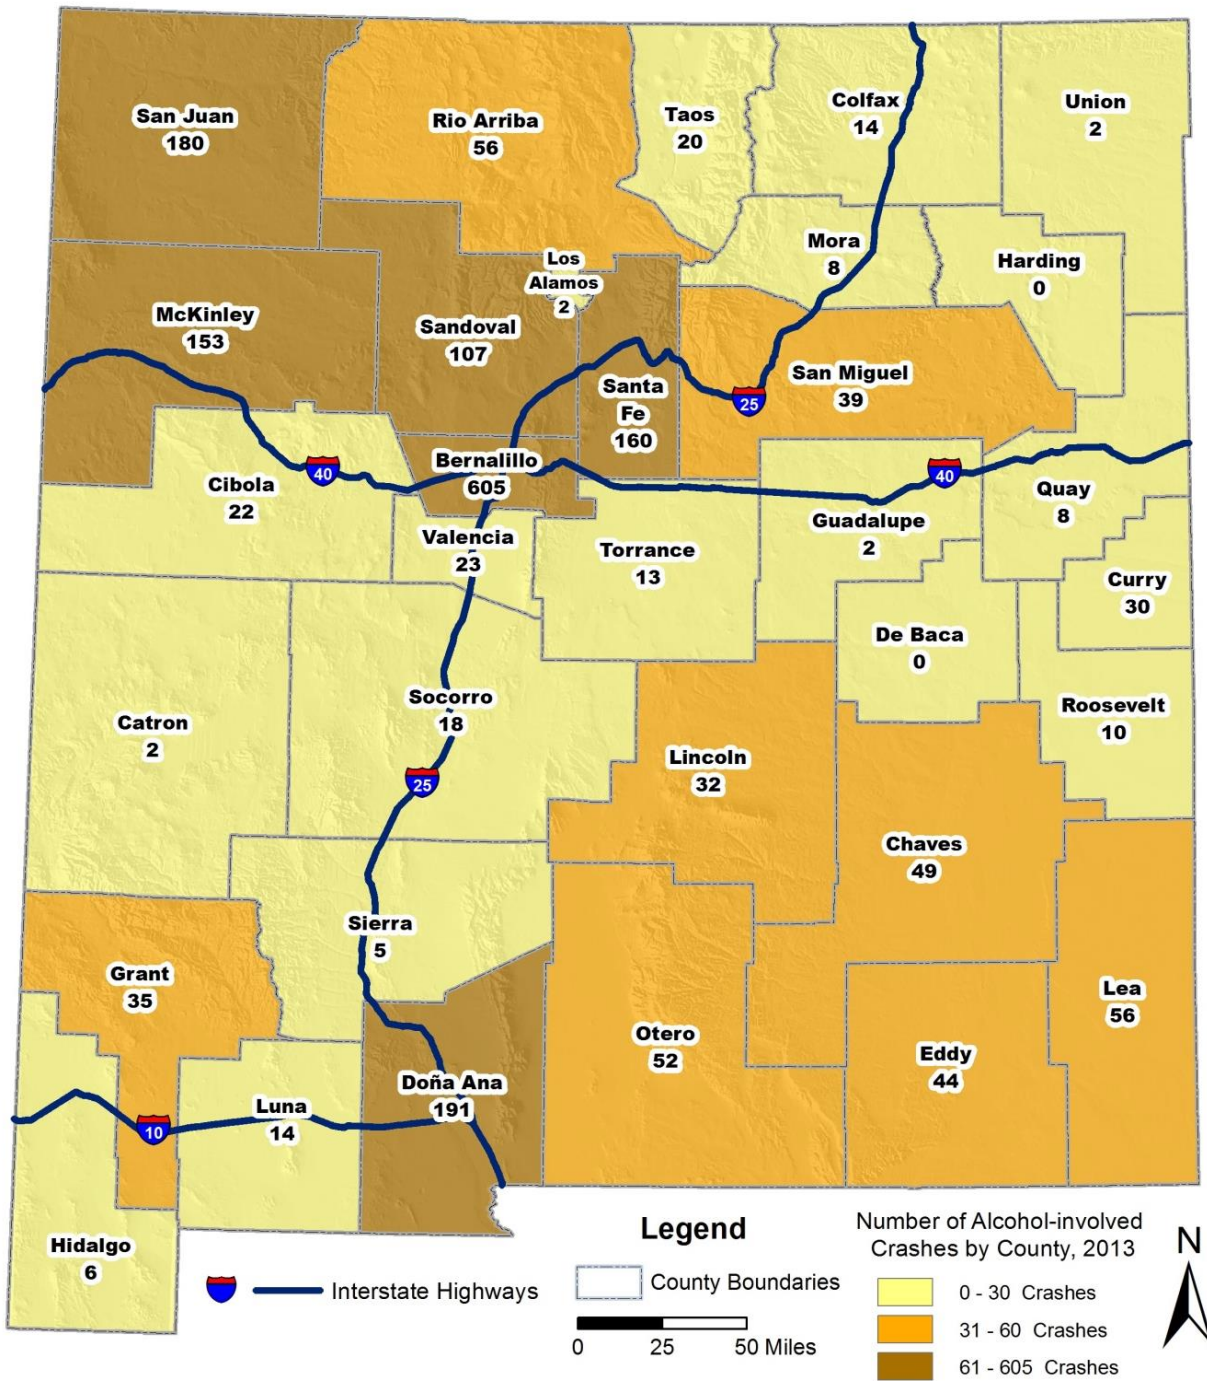 San Juan
180
Rio Arriba
56
Taos
20
Colfax
14
Union
2
Mora
8
Harding
0
Los
Alamos
2
McKinley
153
Sandoval
107
Santa
Fe
160
San Miguel
39
25
Bernalillo
605
40
Cibola
22
40
Quay
8
Guadalupe
2
Valencia
23
Torrance
13
Curry
30
De Baca
0
Roosevelt
10
Socorro
18
Catron
2
25
Lincoln
32
Chaves
49
Sierra
5
Grant
35
Lea
56
Otero
52
Eddy
44
Doña Ana
191
Luna
14
10
Hidalgo
6
Legend
Interstate Highways
County Boundaries
0 25 50 Miles
Number of Alcohol-involved
Crashes by County, 2013
0 - 30 Crashes
31 - 60 Crashes
61 - 605 Crashes
N